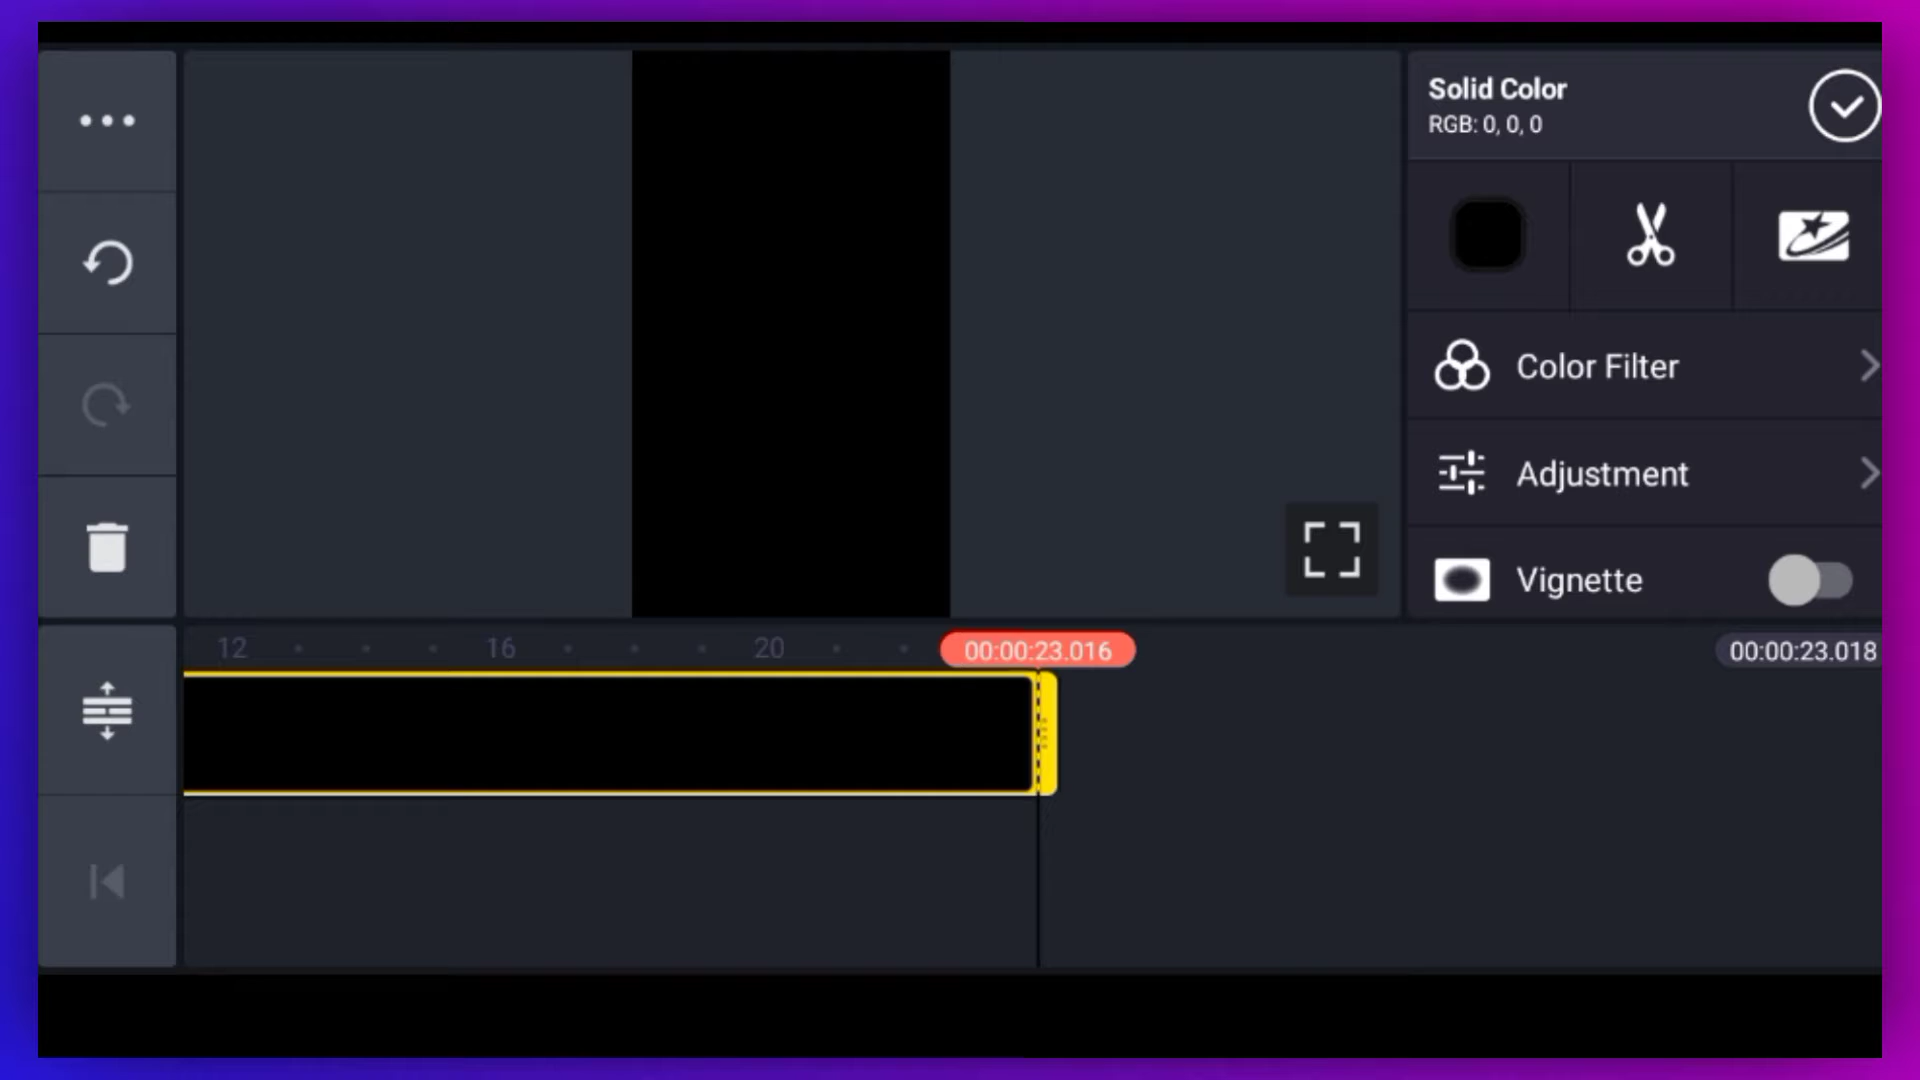 Solid Color
RGB: 0, 0, 0
Color Filter
Adjustment
Vignette
12
16
20
00:00:23.016
00:00:23.018